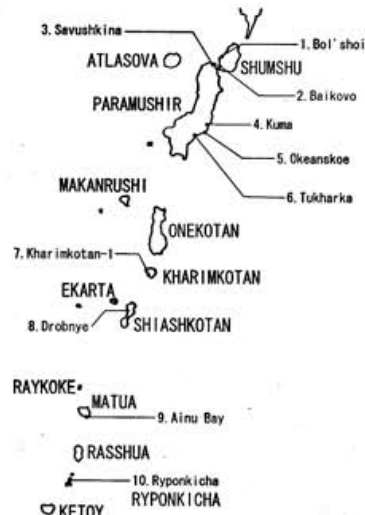 3. Savushkina
1. Bol'shoi
ATLASOVA
SHUMSHU
2. Baikovo
PARAMUSHIR
4. Kuma
5. Okeanskoe
6. Tukharka
MAKANRUSHI
ONEKOTAN
7. Kharimkotan-1
KHARIMKOTAN
EKARTA
8. Drobnye
SHIASHKOTAN
RAYKOKE
MATUA
9. Ainu Bay
RASSHUA
10. Ryponkicha
RYPONKICHA
KETOY